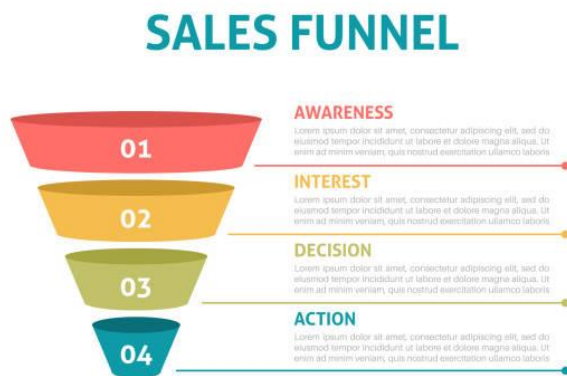 SALES FUNNEL
01
AWARENESS
Lorem ipsum dolor sit amet, consectetur adipiscing elit, sed do
eiusmod tempor incididunt ut labore et dolore magna aliqua. Ut
enim ad minim veniam, quis nostrud exercitation ullamco laboris
02
INTEREST
Lorem ipsum dolor sit amet, consectetur adipiscing elit, sed do
eiusmod tempor incididunt ut labore et dolore magna aliqua. Ut
enim ad minim veniam, quis nostrud exercitation ullamco laboris
03
DECISION
Lorem ipsum dolor sit amet, consectetur adipiscing elit, sed do
eiusmod tempor incididunt ut labore et dolore magna aliqua. Ut
enim ad minim veniam, quis nostrud exercitation ullamco laboris
04
ACTION
Lorem ipsum dolor sit amet, consectetur adipiscing elit, sed do
eiusmod tempor incididunt ut labore et dolore magna aliqua. Ut
enim ad minim veniam, quis nostrud exercitation ullamco laboris